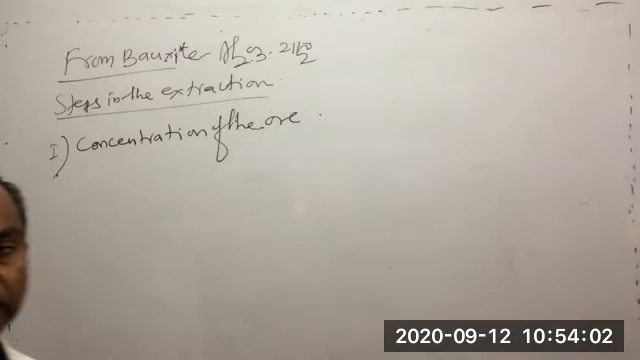 From Bauxite - Al2O3. 2H2O
Steps in the extraction
I) Concentration of the ore .
2020-09-12 10:54:02